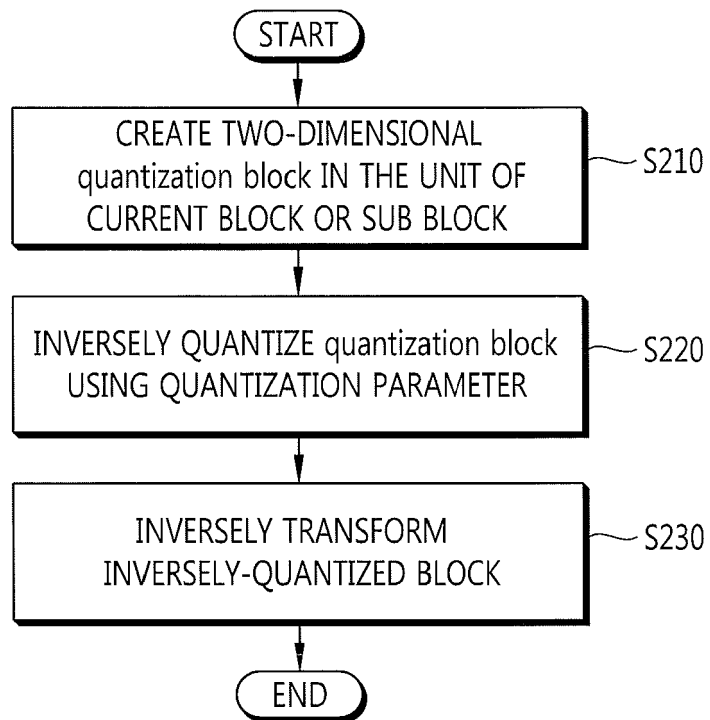 START
CREATE TWO-DIMENSIONAL
quantization block IN THE UNIT OF
CURRENT BLOCK OR SUB BLOCK
S210
INVERSELY QUANTIZE quantization block
USING QUANTIZATION PARAMETER
S220
INVERSELY TRANSFORM
INVERSELY-QUANTIZED BLOCK
S230
END